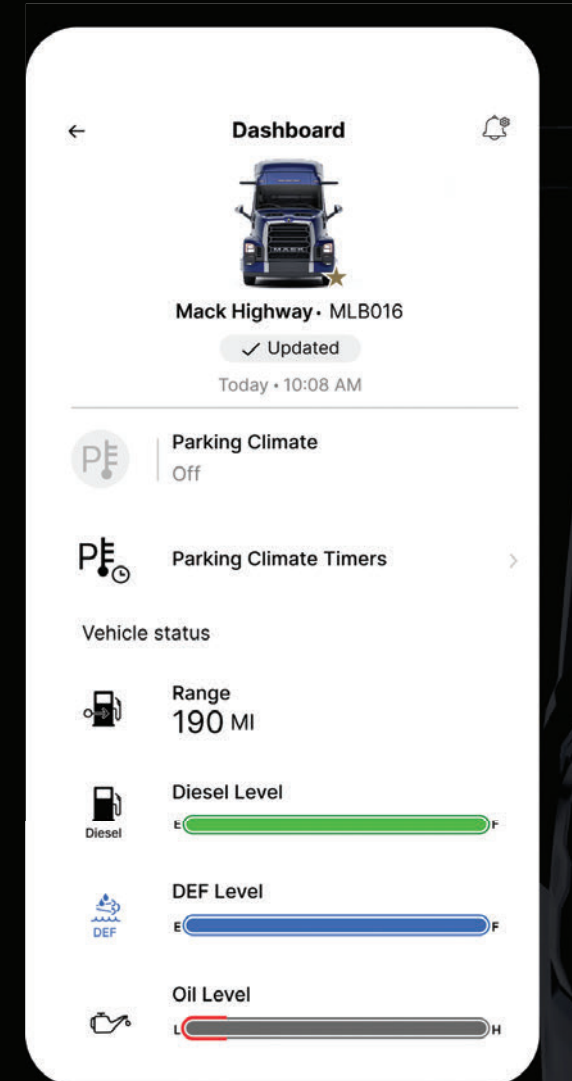 Dashboard
MACK
Mack Highway • MLB016
Updated
Today • 10:08 AM
P
Parking Climate
Off
P
Parking Climate Timers
Vehicle status
Range
190 MI
Diesel Level
Diesel
E F
DEF Level
DEF
E F
Oil Level
L H